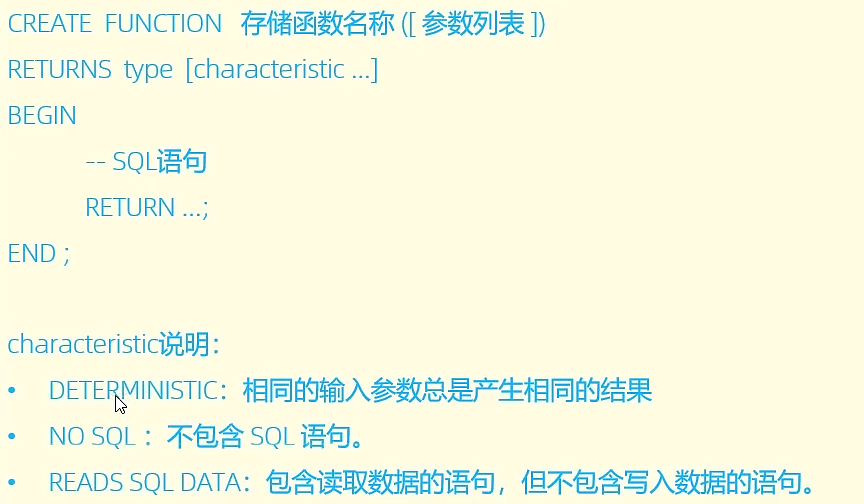 CREATE FUNCTION 存储函数名称 ([ 参数列表 ])
RETURNS type [characteristic ...]
BEGIN
-- SQL语句
RETURN ...;
END ;
characteristic说明：
• DETERMINISTIC：相同的输入参数总是产生相同的结果
• NO SQL ：不包含 SQL 语句。
• READS SQL DATA：包含读取数据的语句，但不包含写入数据的语句。